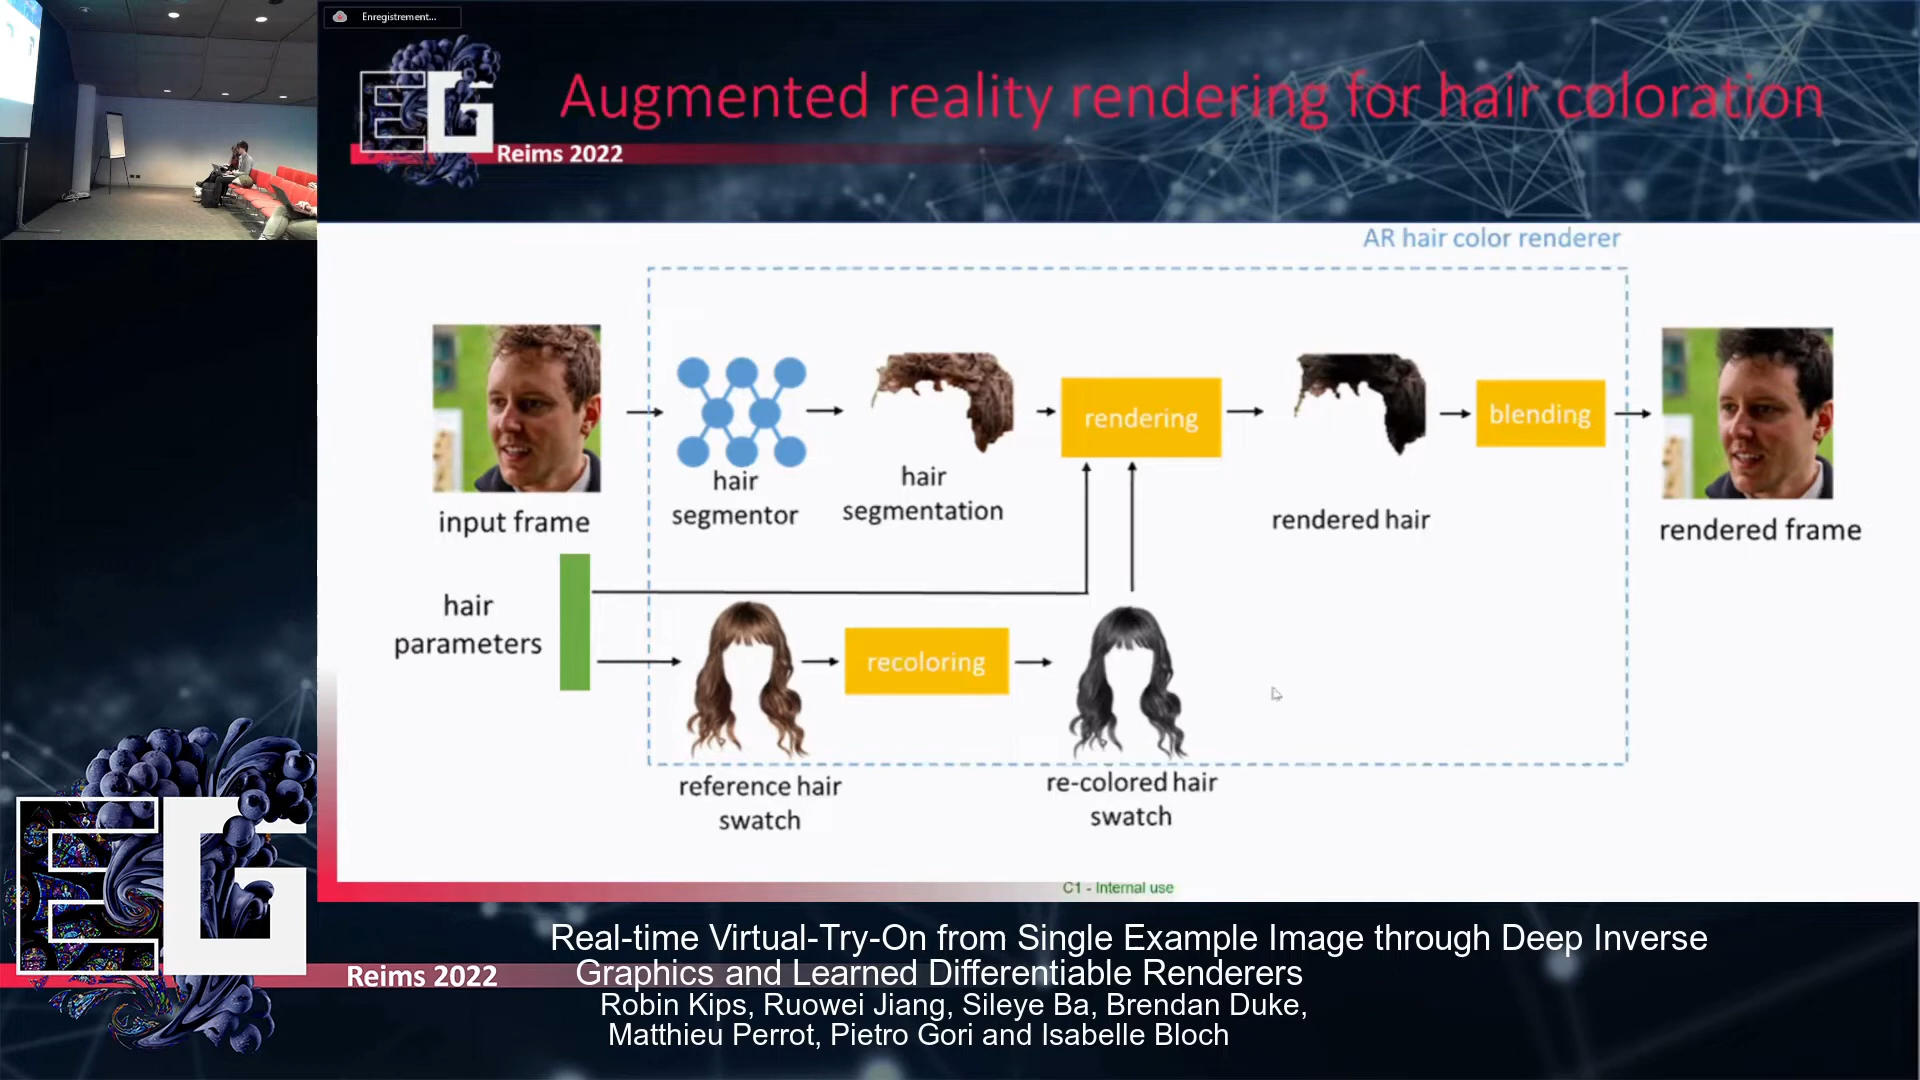 Enregistrement...
EG
Augmented reality rendering for hair coloration
Reims 2022
AR hair color renderer
input frame
hair
segmentor
hair
segmentation
rendering
rendered hair
blending
rendered frame
hair
parameters
reference hair
swatch
recoloring
re-colored hair
swatch
C1 - Internal use
EG
Reims 2022
Real-time Virtual-Try-On from Single Example Image through Deep Inverse
Graphics and Learned Differentiable Renderers
Robin Kips, Ruowei Jiang, Sileye Ba, Brendan Duke,
Matthieu Perrot, Pietro Gori and Isabelle Bloch